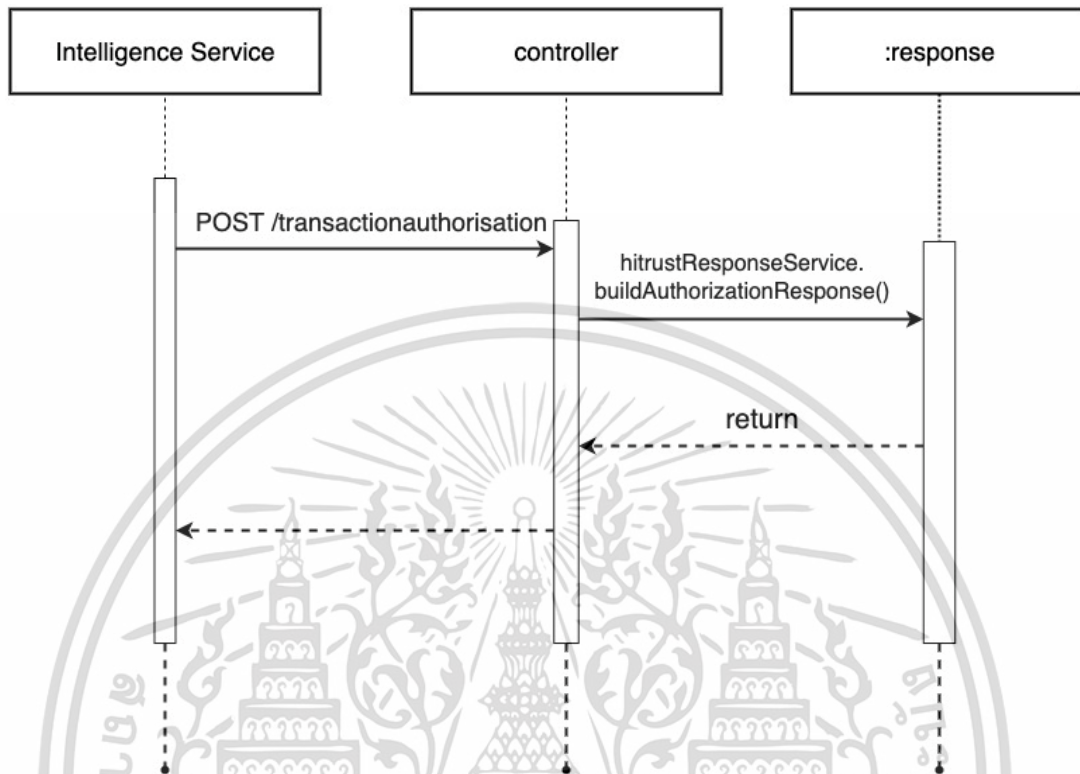 Intelligence Service
controller
:response
POST /transactionauthorisation
hitrustResponseService.
buildAuthorizationResponse()
return